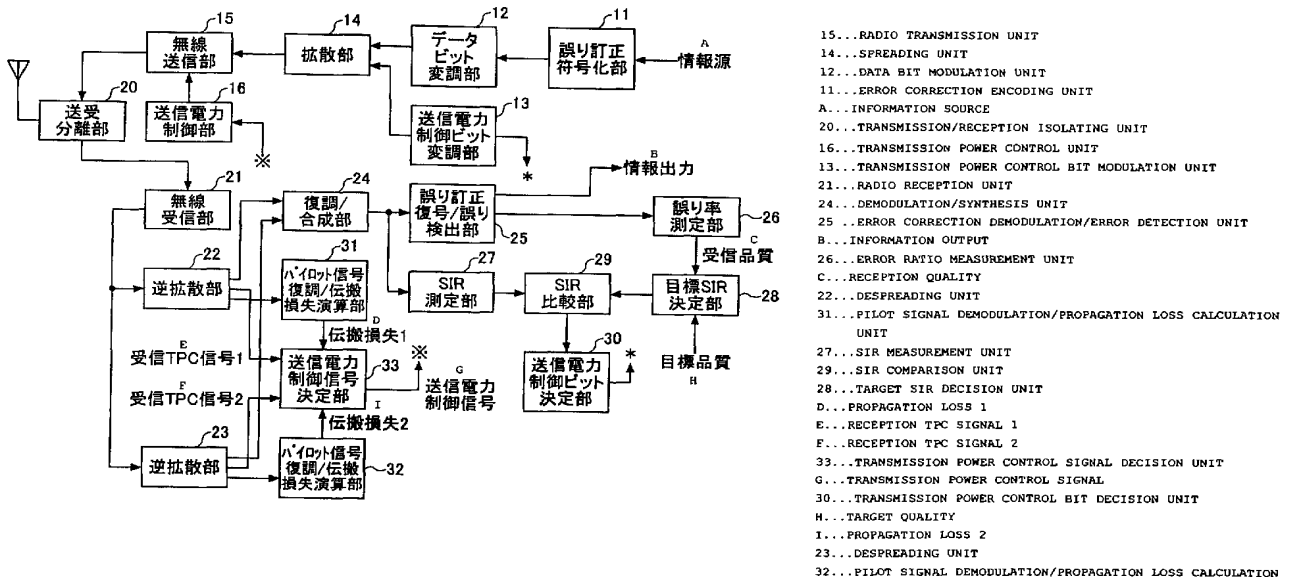 15
無線
送信部
14
拡散部
12
データ
ビット
変調部
11
誤り訂正
符号化部
A
情報源
20
送受
分離部
16
送信電力
制御部
※
13
送信電力
制御ビット
変調部
*
B
情報出力
21
無線
受信部
24
復調/
合成部
誤り訂正
復号/誤り
検出部
25
誤り率
測定部
26
C
受信品質
22
逆拡散部
31
パイロット信号
復調/伝搬
損失演算部
27
SIR
測定部
29
SIR
比較部
目標SIR
決定部
28
D
伝搬損失1
E
受信TPC信号1
F
受信TPC信号2
送信電力
制御信号
決定部
33
※
G
送信電力
制御信号
30
送信電力
制御ビット
決定部
*
目標品質
H
I
伝搬損失2
23
逆拡散部
パイロット信号
復調/伝搬
損失演算部
32
15...RADIO TRANSMISSION UNIT
14...SPREADING UNIT
12...DATA BIT MODULATION UNIT
11...ERROR CORRECTION ENCODING UNIT
A...INFORMATION SOURCE
20...TRANSMISSION/RECEPTION ISOLATING UNIT
16...TRANSMISSION POWER CONTROL UNIT
13...TRANSMISSION POWER CONTROL BIT MODULATION UNIT
21...RADIO RECEPTION UNIT
24...DEMODULATION/SYNTHESIS UNIT
25...ERROR CORRECTION DEMODULATION/ERROR DETECTION UNIT
B...INFORMATION OUTPUT
26...ERROR RATIO MEASUREMENT UNIT
C...RECEPTION QUALITY
22...DESPREADING UNIT
31...PILOT SIGNAL DEMODULATION/PROPAGATION LOSS CALCULATION
UNIT
27...SIR MEASUREMENT UNIT
29...SIR COMPARISON UNIT
28...TARGET SIR DECISION UNIT
D...PROPAGATION LOSS 1
E...RECEPTION TPC SIGNAL 1
F...RECEPTION TPC SIGNAL 2
33...TRANSMISSION POWER CONTROL SIGNAL DECISION UNIT
G...TRANSMISSION POWER CONTROL SIGNAL
30...TRANSMISSION POWER CONTROL BIT DECISION UNIT
H...TARGET QUALITY
I...PROPAGATION LOSS 2
23...DESPREADING UNIT
32...PILOT SIGNAL DEMODULATION/PROPAGATION LOSS CALCULATION